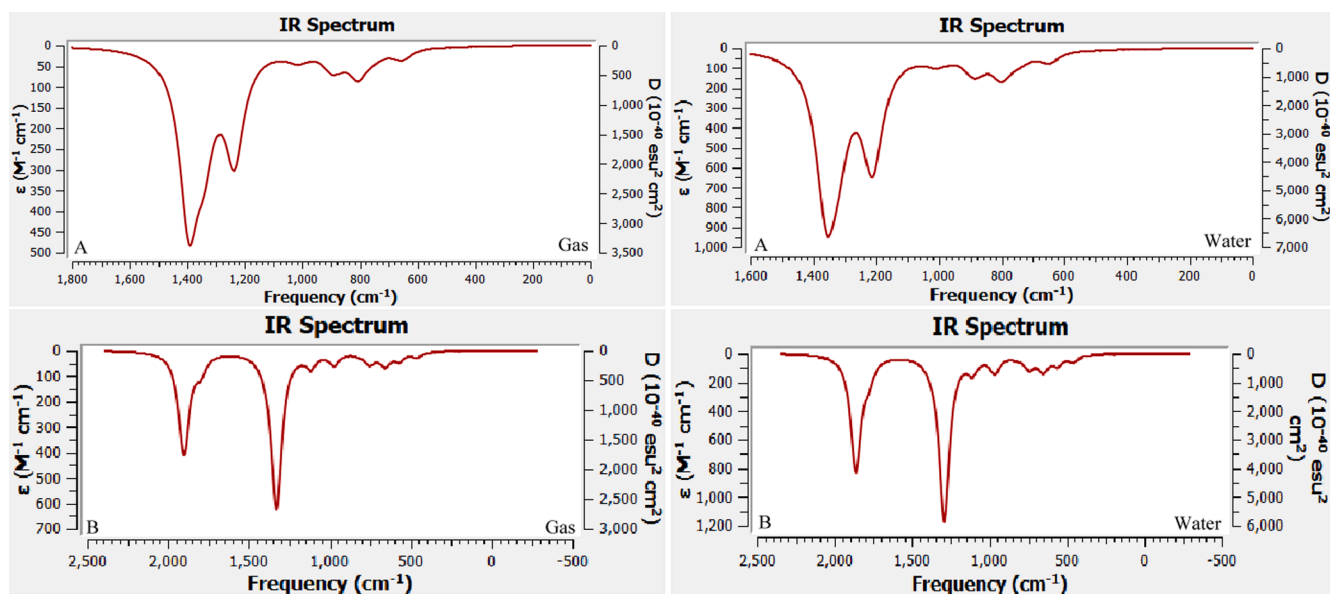 IR Spectrum
0
50
100
150
200
250
300
350
400
450
500
ε (M⁻¹ cm⁻¹)
0
500
1,000
1,500
2,000
2,500
3,000
3,500
D (10⁻⁴⁰ esu² cm²)
A
Gas
1,800 1,600 1,400 1,200 1,000 800 600 400 200 0
Frequency (cm⁻¹)
IR Spectrum
0
100
200
300
400
500
600
700
800
900
1,000
ε (M⁻¹ cm⁻¹)
0
1,000
2,000
3,000
4,000
5,000
6,000
7,000
D (10⁻⁴⁰ esu² cm²)
A
Water
1,600 1,400 1,200 1,000 800 600 400 200 0
Frequency (cm⁻¹)
IR Spectrum
0
100
200
300
400
500
600
700
ε (M⁻¹ cm⁻¹)
0
500
1,000
1,500
2,000
2,500
3,000
D (10⁻⁴⁰ esu² cm²)
B
Gas
2,500 2,000 1,500 1,000 500 0 -500
Frequency (cm⁻¹)
IR Spectrum
0
200
400
600
800
1,000
1,200
ε (M⁻¹ cm⁻¹)
0
1,000
2,000
3,000
4,000
5,000
6,000
D (10⁻⁴⁰ esu²
cm²)
B
Water
2,500 2,000 1,500 1,000 500 0 -500
Frequency (cm⁻¹)